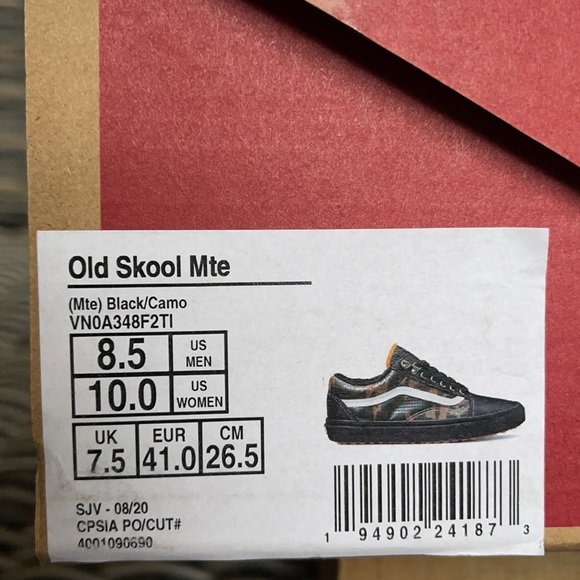 Old Skool Mte
(Mte) Black/Camo
VN0A348F2TI
8.5 US MEN
10.0 US WOMEN
UK EUR CM
7.5 41.0 26.5
SJV - 08/20
CPSIA PO/CUT#
4001090690
1 94902 24187 3